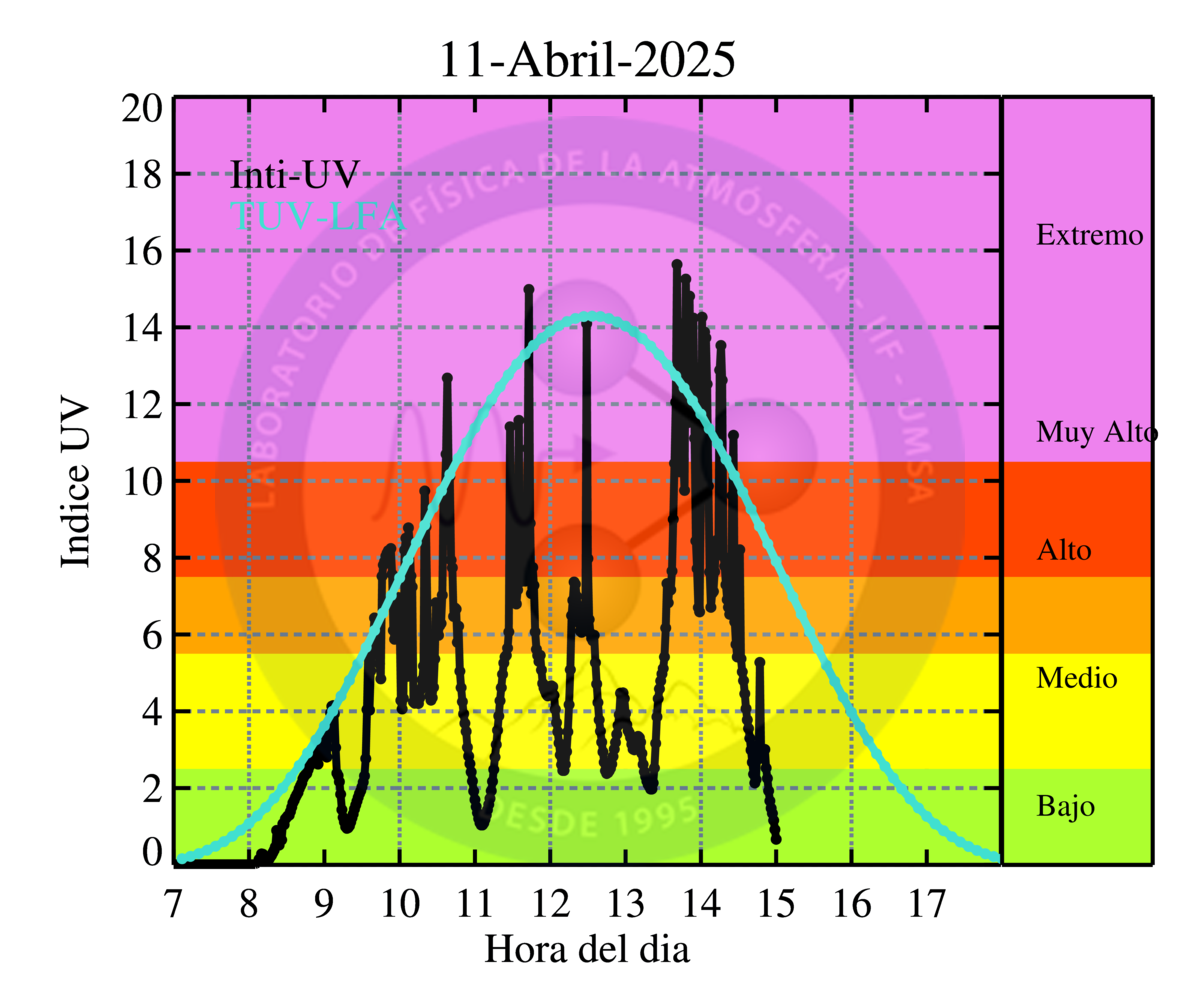 11-Abril-2025
20
18
16
14
12
10
8
6
4
2
0
Indice UV
Inti-UV
TUV-LFA
LABORATORIO DE FÍSICA DE LA ATMÓSFERA - IIF - UMSA
DESDE 1995
Extremo
Muy Alto
Alto
Medio
Bajo
7 8 9 10 11 12 13 14 15 16 17
Hora del dia